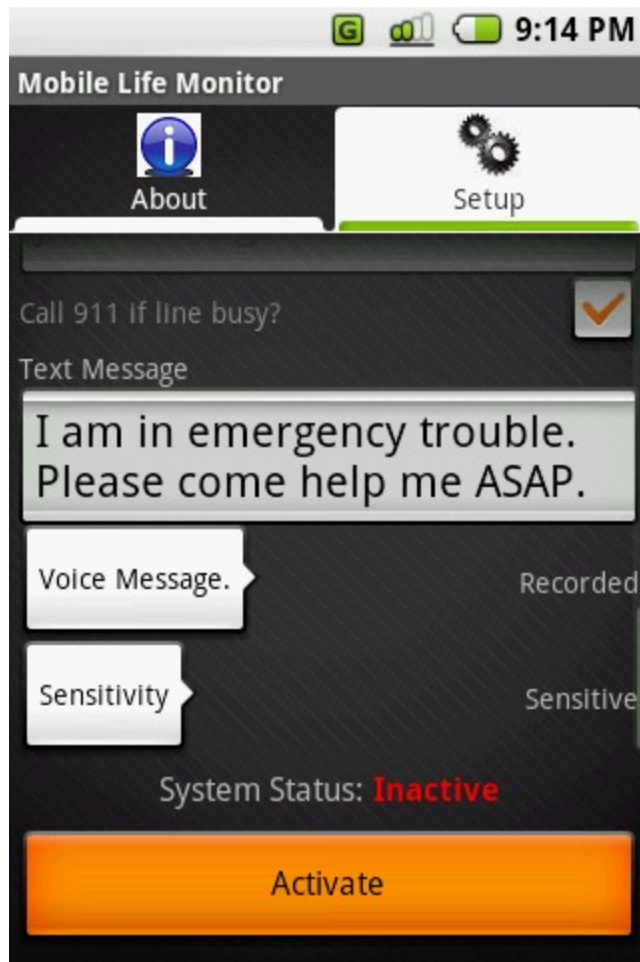 G 9:14 PM
Mobile Life Monitor
About Setup
Call 911 if line busy?
Text Message
I am in emergency trouble.
Please come help me ASAP.
Voice Message. Recorded
Sensitivity Sensitive
System Status: Inactive
Activate